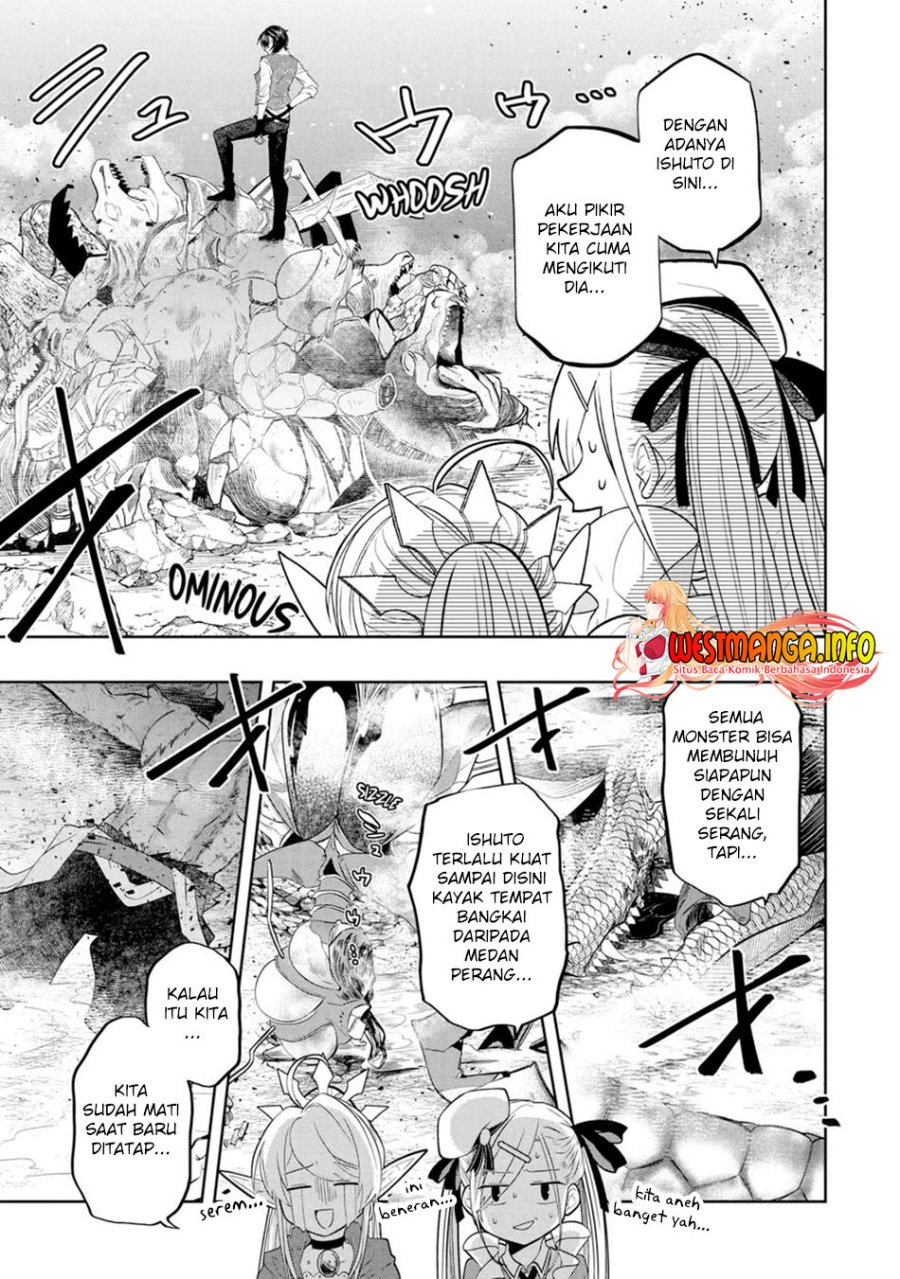 DENGAN
ADANYA
ISHUTO DI
SINI...
AKU PIKIR
PEKERJAAN
KITA CUMA
MENGIKUTI
DIA...
ジュ
ウ
ウ...
WHOOSH
OMINOUS
WESTMANGA.INFO
Situs Baca Komik Berbahasa Indonesia
SEMUA
MONSTER BISA
MEMBUNUH
SIAPAPUN
DENGAN
SEKALI
SERANG,
TAPI...
SIZZLE
ISHUTO
TERLALU KUAT
SAMPAI DISINI
KAYAK TEMPAT
BANGKAI
DARIPADA
MEDAN
PERANG...
KALAU
ITU KITA
...
KITA
SUDAH MATI
SAAT BARU
DITATAP...
serem...
ini
beneran...
kita aneh
banget yah...